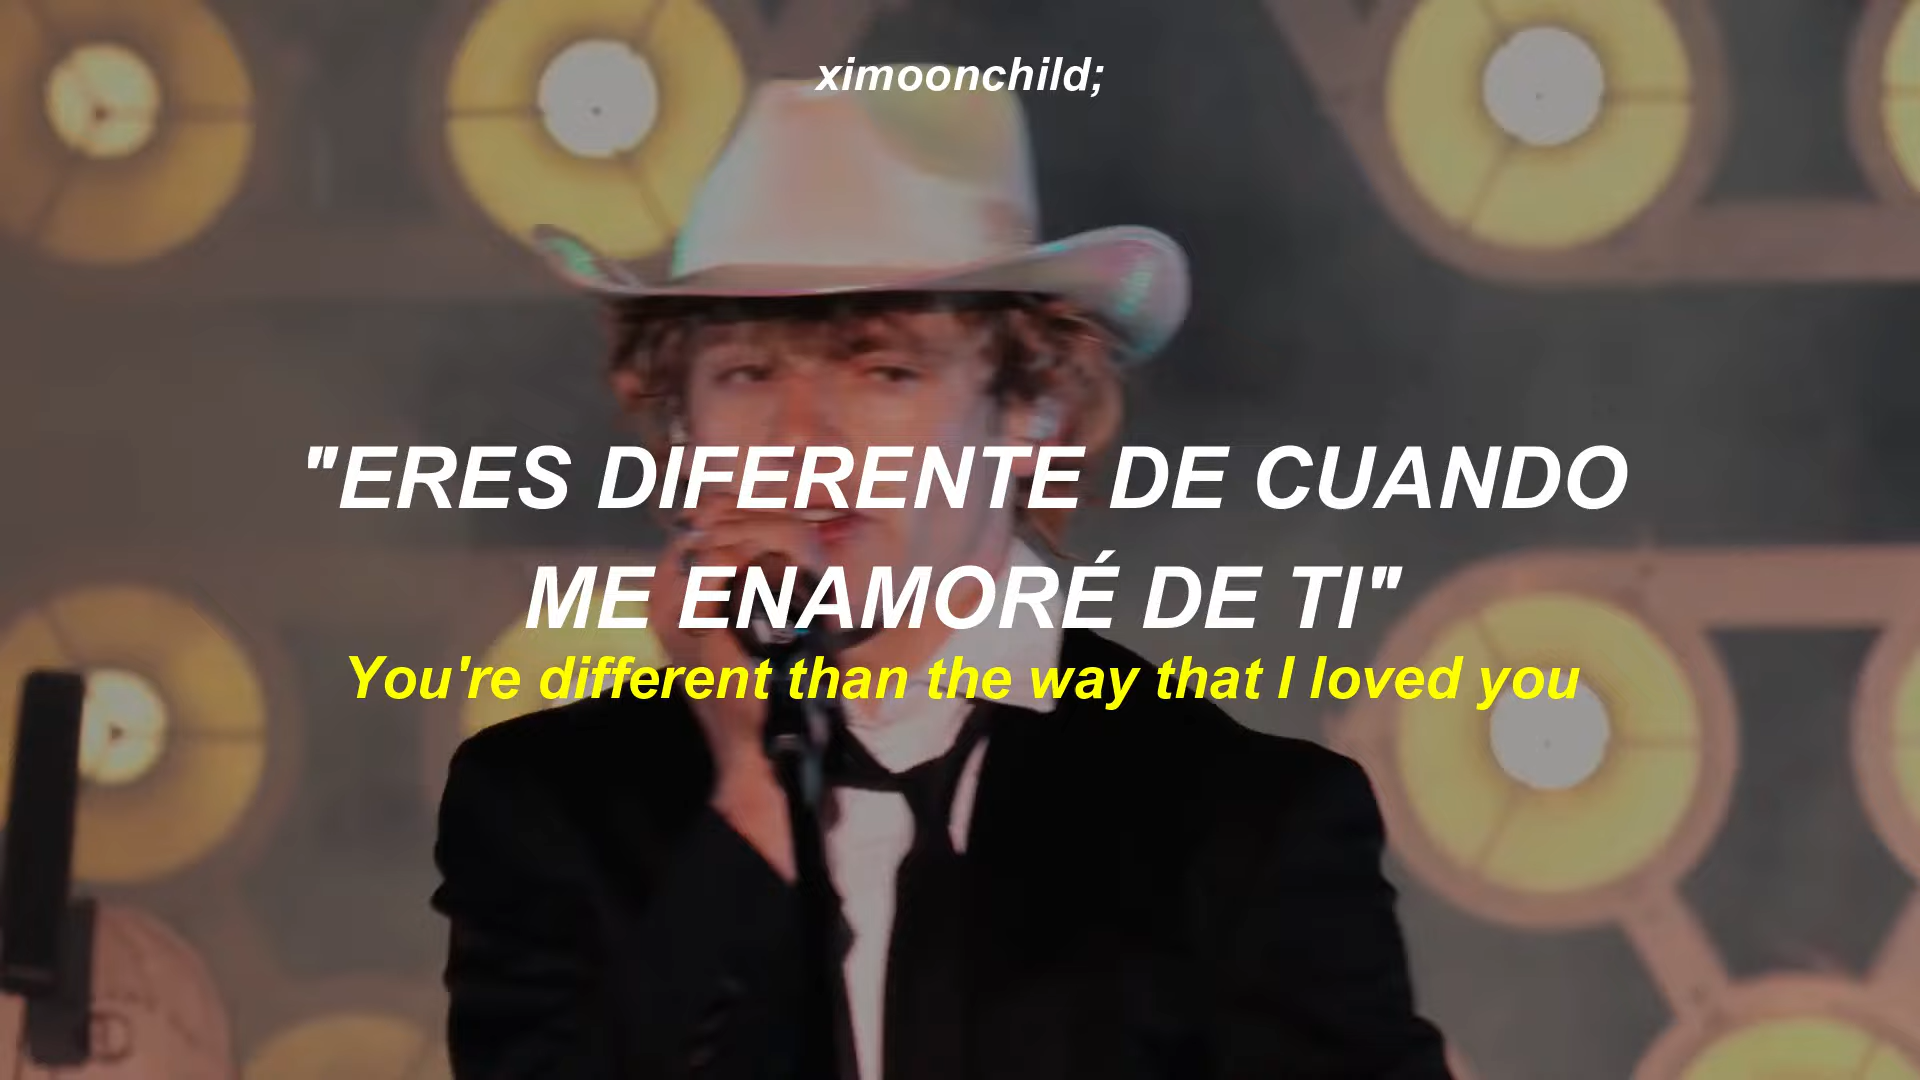 ximoonchild;
"ERES DIFERENTE DE CUANDO
ME ENAMORÉ DE TI"
You're different than the way that I loved you